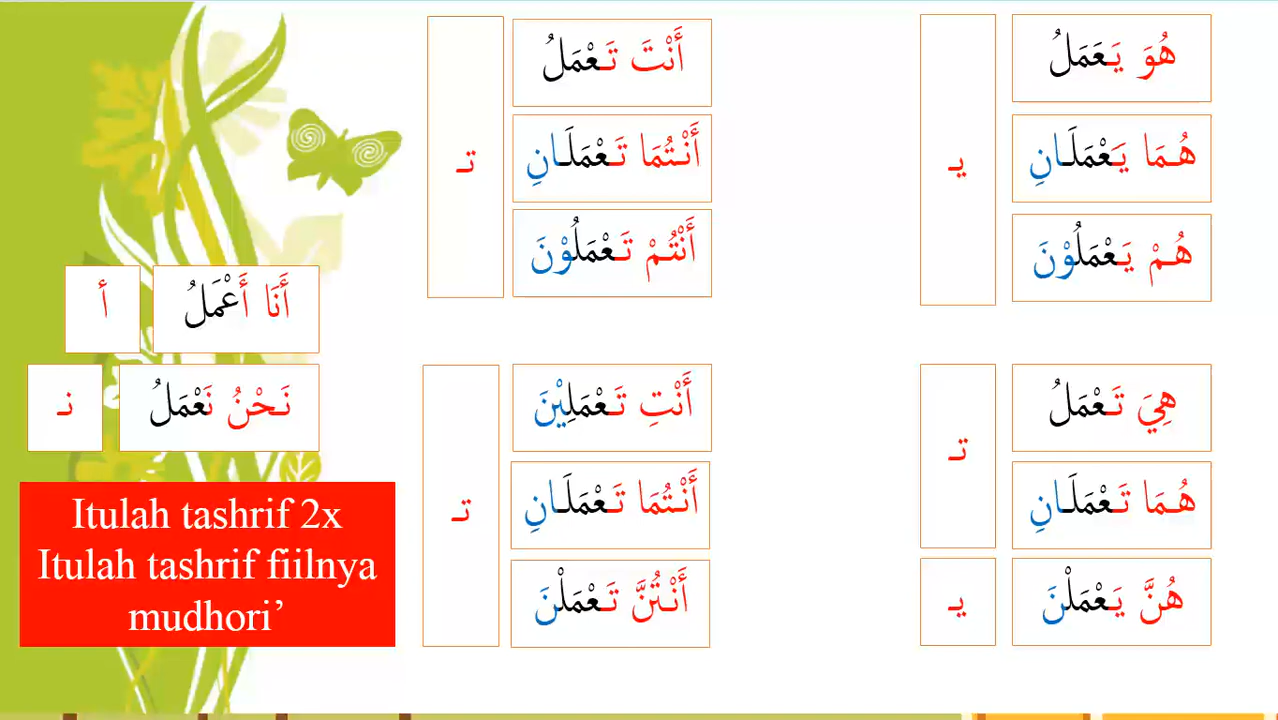 هُوَ يَعَمَلُ
هُمَا يَعْمَلَانِ
هُمْ يَعْمَلُوْنَ
يـ
هِيَ تَعْمَلُ
هُمَا تَعْمَلَانِ
تـ
هُنَّ يَعْمَلْنَ
يـ
أَنْتَ تَعْمَلُ
أَنْتُمَا تَعْمَلَانِ
أَنْتُمْ تَعْمَلُوْنَ
تـ
أَنْتِ تَعْمَلِيْنَ
أَنْتُمَا تَعْمَلَانِ
أَنْتُنَّ تَعْمَلْنَ
تـ
أَنَا أَعْمَلُ
أ
نَحْنُ نَعْمَلُ
نـ
Itulah tashrif 2x
Itulah tashrif fiilnya
mudhori’